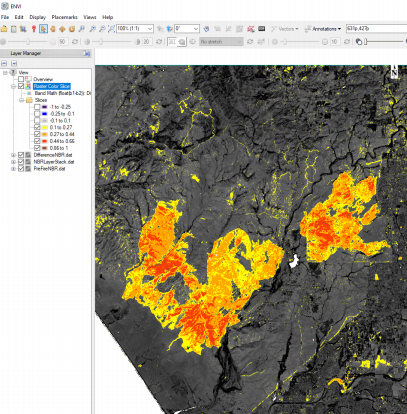 ENVI
File Edit Display Placemarks Views Help
100% (1:1) 0° Vectors Annotations 631p,421p
50 20 No stretch 10
Layer Manager
View
Overview
Raster Color Slice
Band Math (float(b1-b2)): Di
Slices
-1 to -0.25
-0.25 to -0.1
-0.1 to 0.1
0.1 to 0.27
0.27 to 0.44
0.44 to 0.66
0.66 to 1
DifferenceNBR.dat
NBRLayerStack.dat
PreFireNBR.dat
N